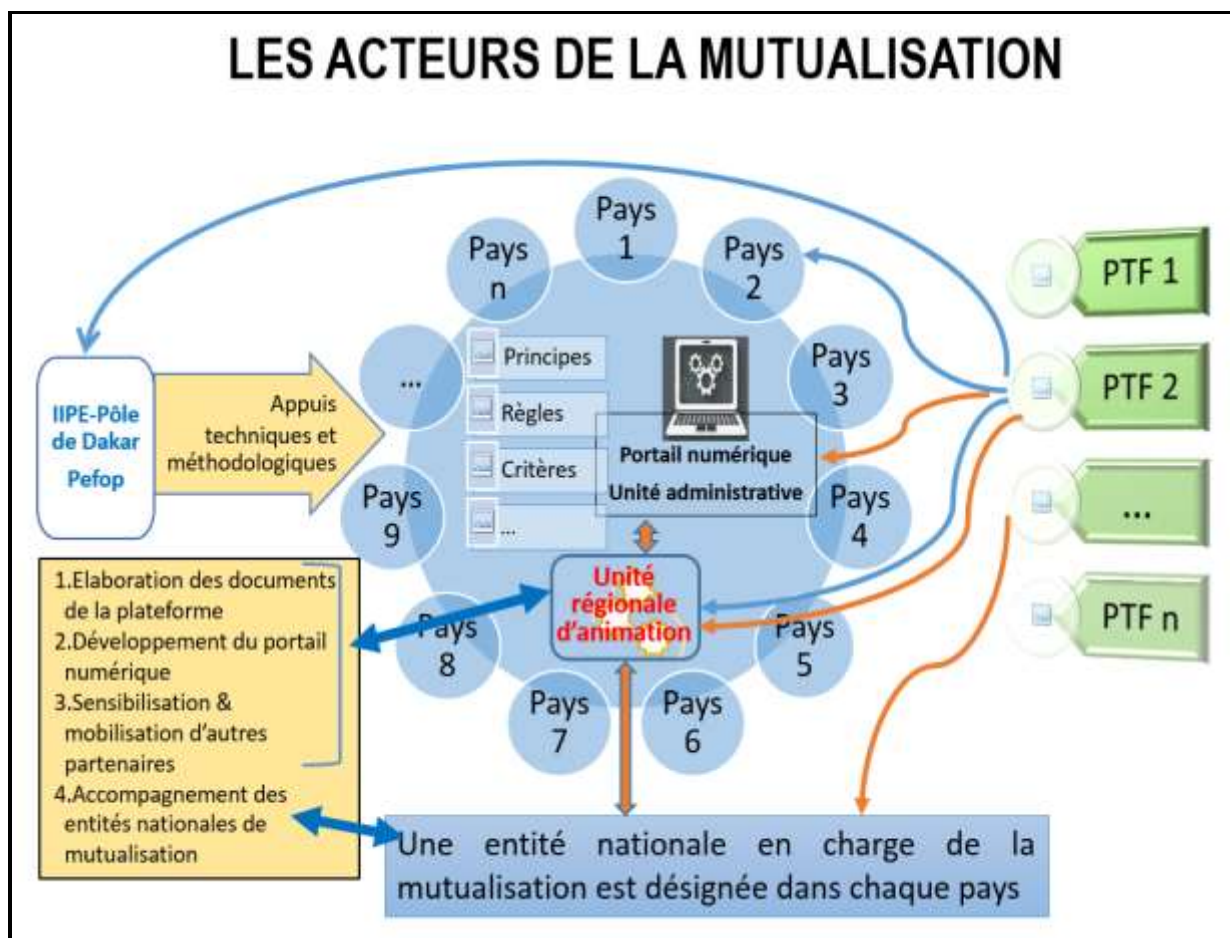 LES ACTEURS DE LA MUTUALISATION
Pays
1
Pays
2
Pays
3
Pays
4
Pays
5
Pays
6
Pays
7
Pays
8
Pays
9
...
Pays
n
IIPE-Pôle
de Dakar
Pefop
Appuis
techniques et
méthodologiques
Principes
Règles
Critères
...
Portail numérique
Unité administrative
Unité
régionale
d'animation
PTF 1
PTF 2
...
PTF n
1.Elaboration des documents
de la plateforme
2.Développement du portail
numérique
3.Sensibilisation &
mobilisation d'autres
partenaires
4.Accompagnement des
entités nationales de
mutualisation
Une entité nationale en charge de la
mutualisation est désignée dans chaque pays